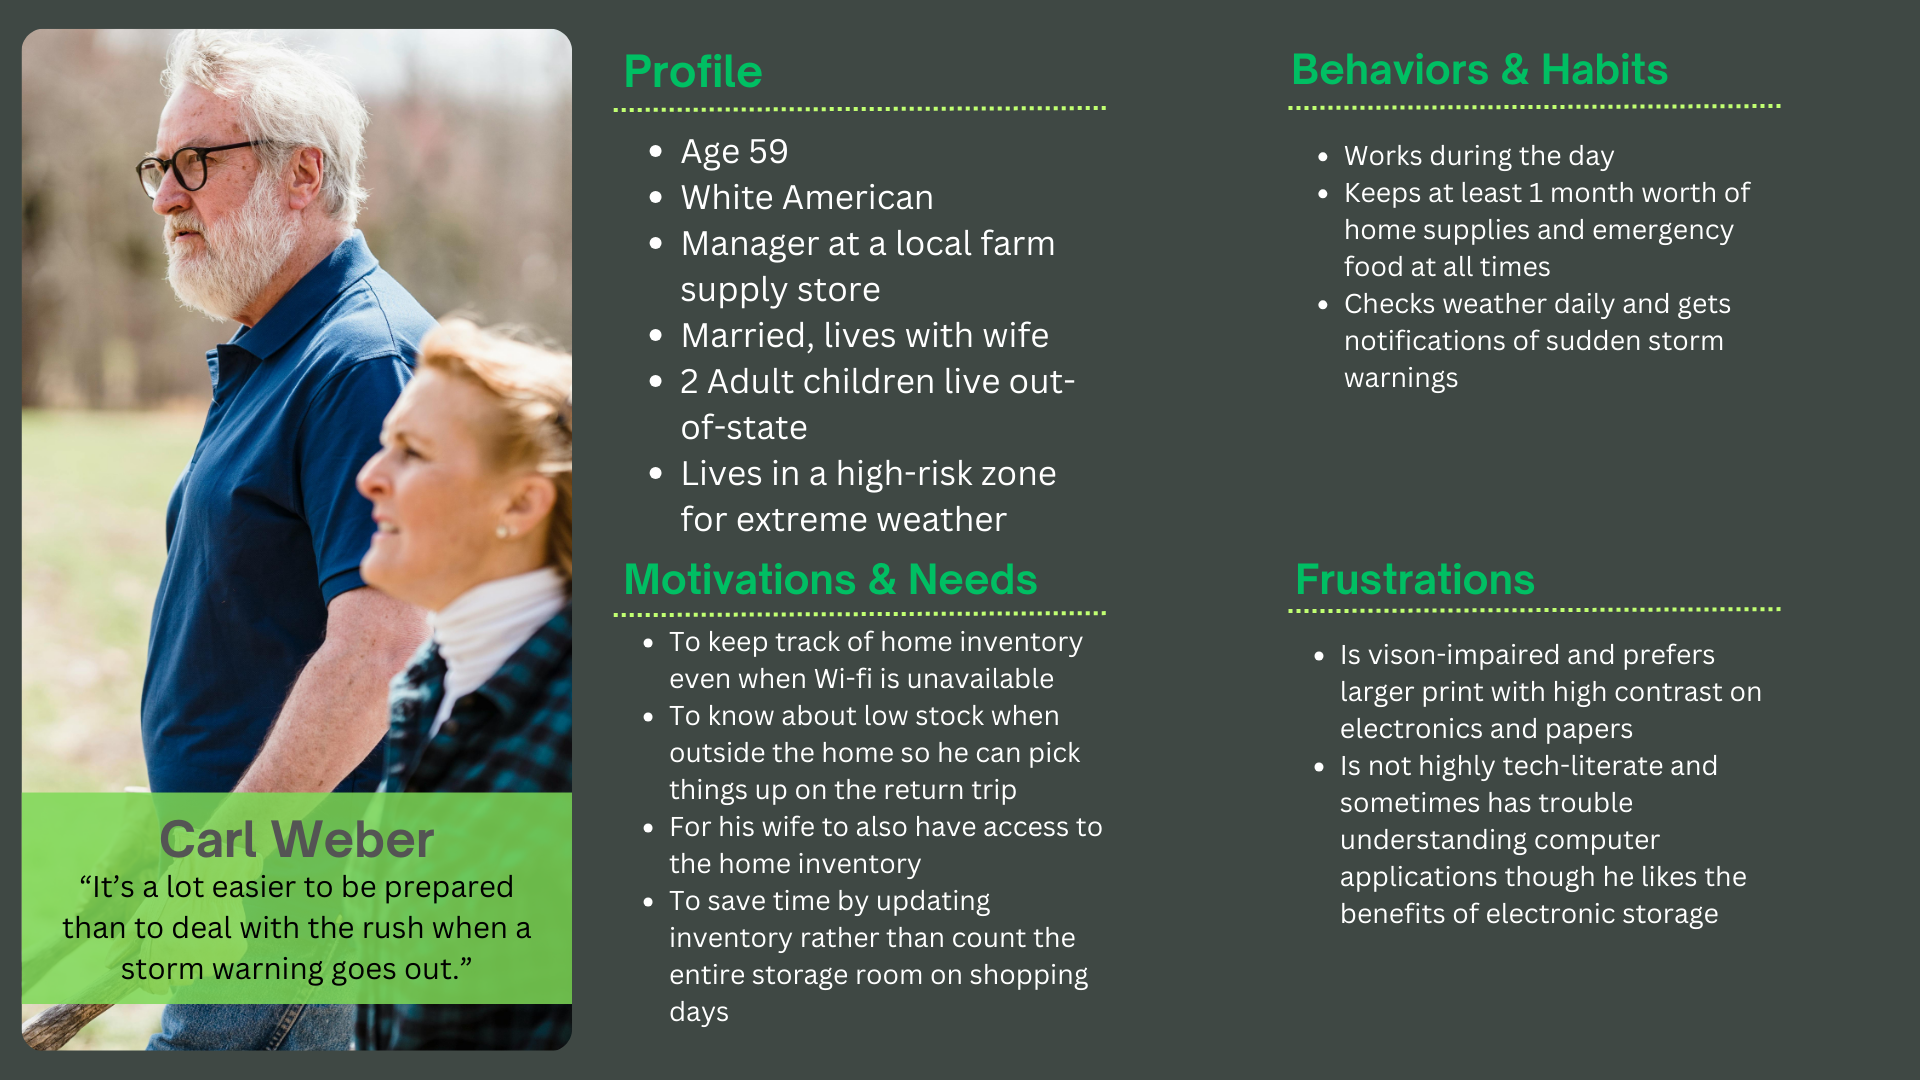 Profile
Age 59
White American
Manager at a local farm
supply store
Married, lives with wife
2 Adult children live out-
of-state
Lives in a high-risk zone
for extreme weather
Behaviors & Habits
Works during the day
Keeps at least 1 month worth of
home supplies and emergency
food at all times
Checks weather daily and gets
notifications of sudden storm
warnings
Motivations & Needs
To keep track of home inventory
even when Wi-fi is unavailable
To know about low stock when
outside the home so he can pick
things up on the return trip
For his wife to also have access to
the home inventory
To save time by updating
inventory rather than count the
entire storage room on shopping
days
Frustrations
Is vison-impaired and prefers
larger print with high contrast on
electronics and papers
Is not highly tech-literate and
sometimes has trouble
understanding computer
applications though he likes the
benefits of electronic storage
Carl Weber
“It’s a lot easier to be prepared
than to deal with the rush when a
storm warning goes out.”